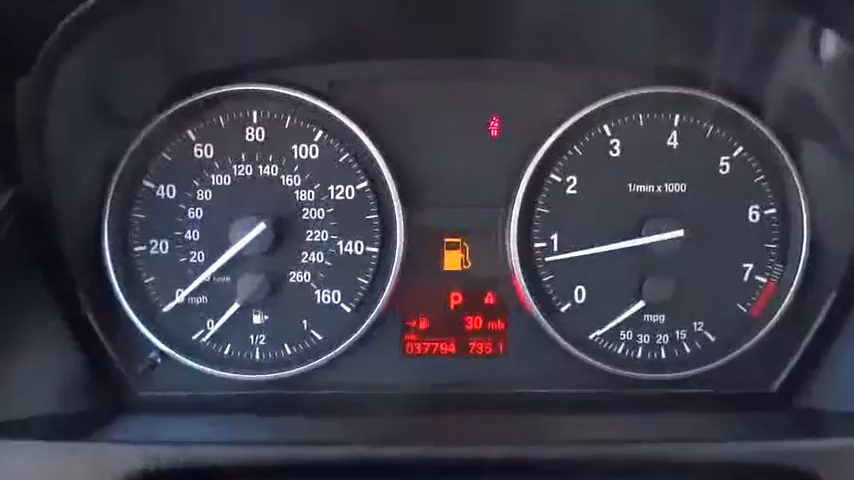 20 40 60 80 100 120 140 160
20 40 60 80 100 120 140 160 180 200 220 240 260
0 mph
0 1/2 1
P
30
037794 735.1
0 1 2 3 4 5 6 7
1/min x 1000
mpg
50 30 20 15 12